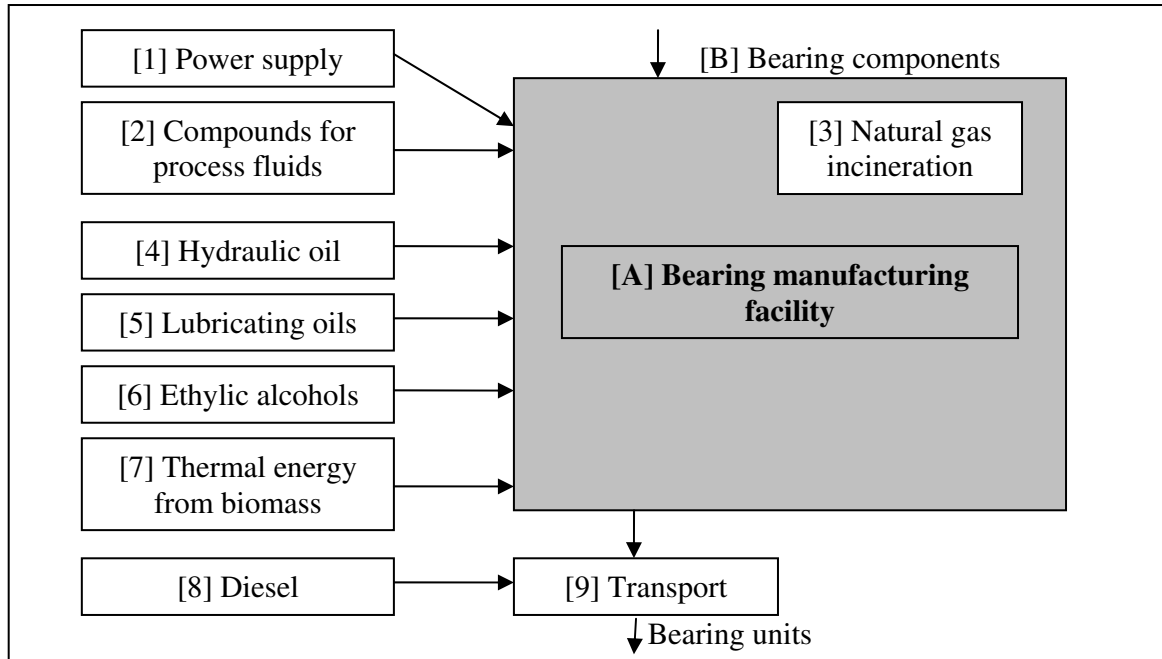 [1] Power supply
[B] Bearing components
[2] Compounds for
process fluids
[3] Natural gas
incineration
[4] Hydraulic oil
[A] Bearing manufacturing
facility
[5] Lubricating oils
[6] Ethylic alcohols
[7] Thermal energy
from biomass
[8] Diesel
[9] Transport
Bearing units